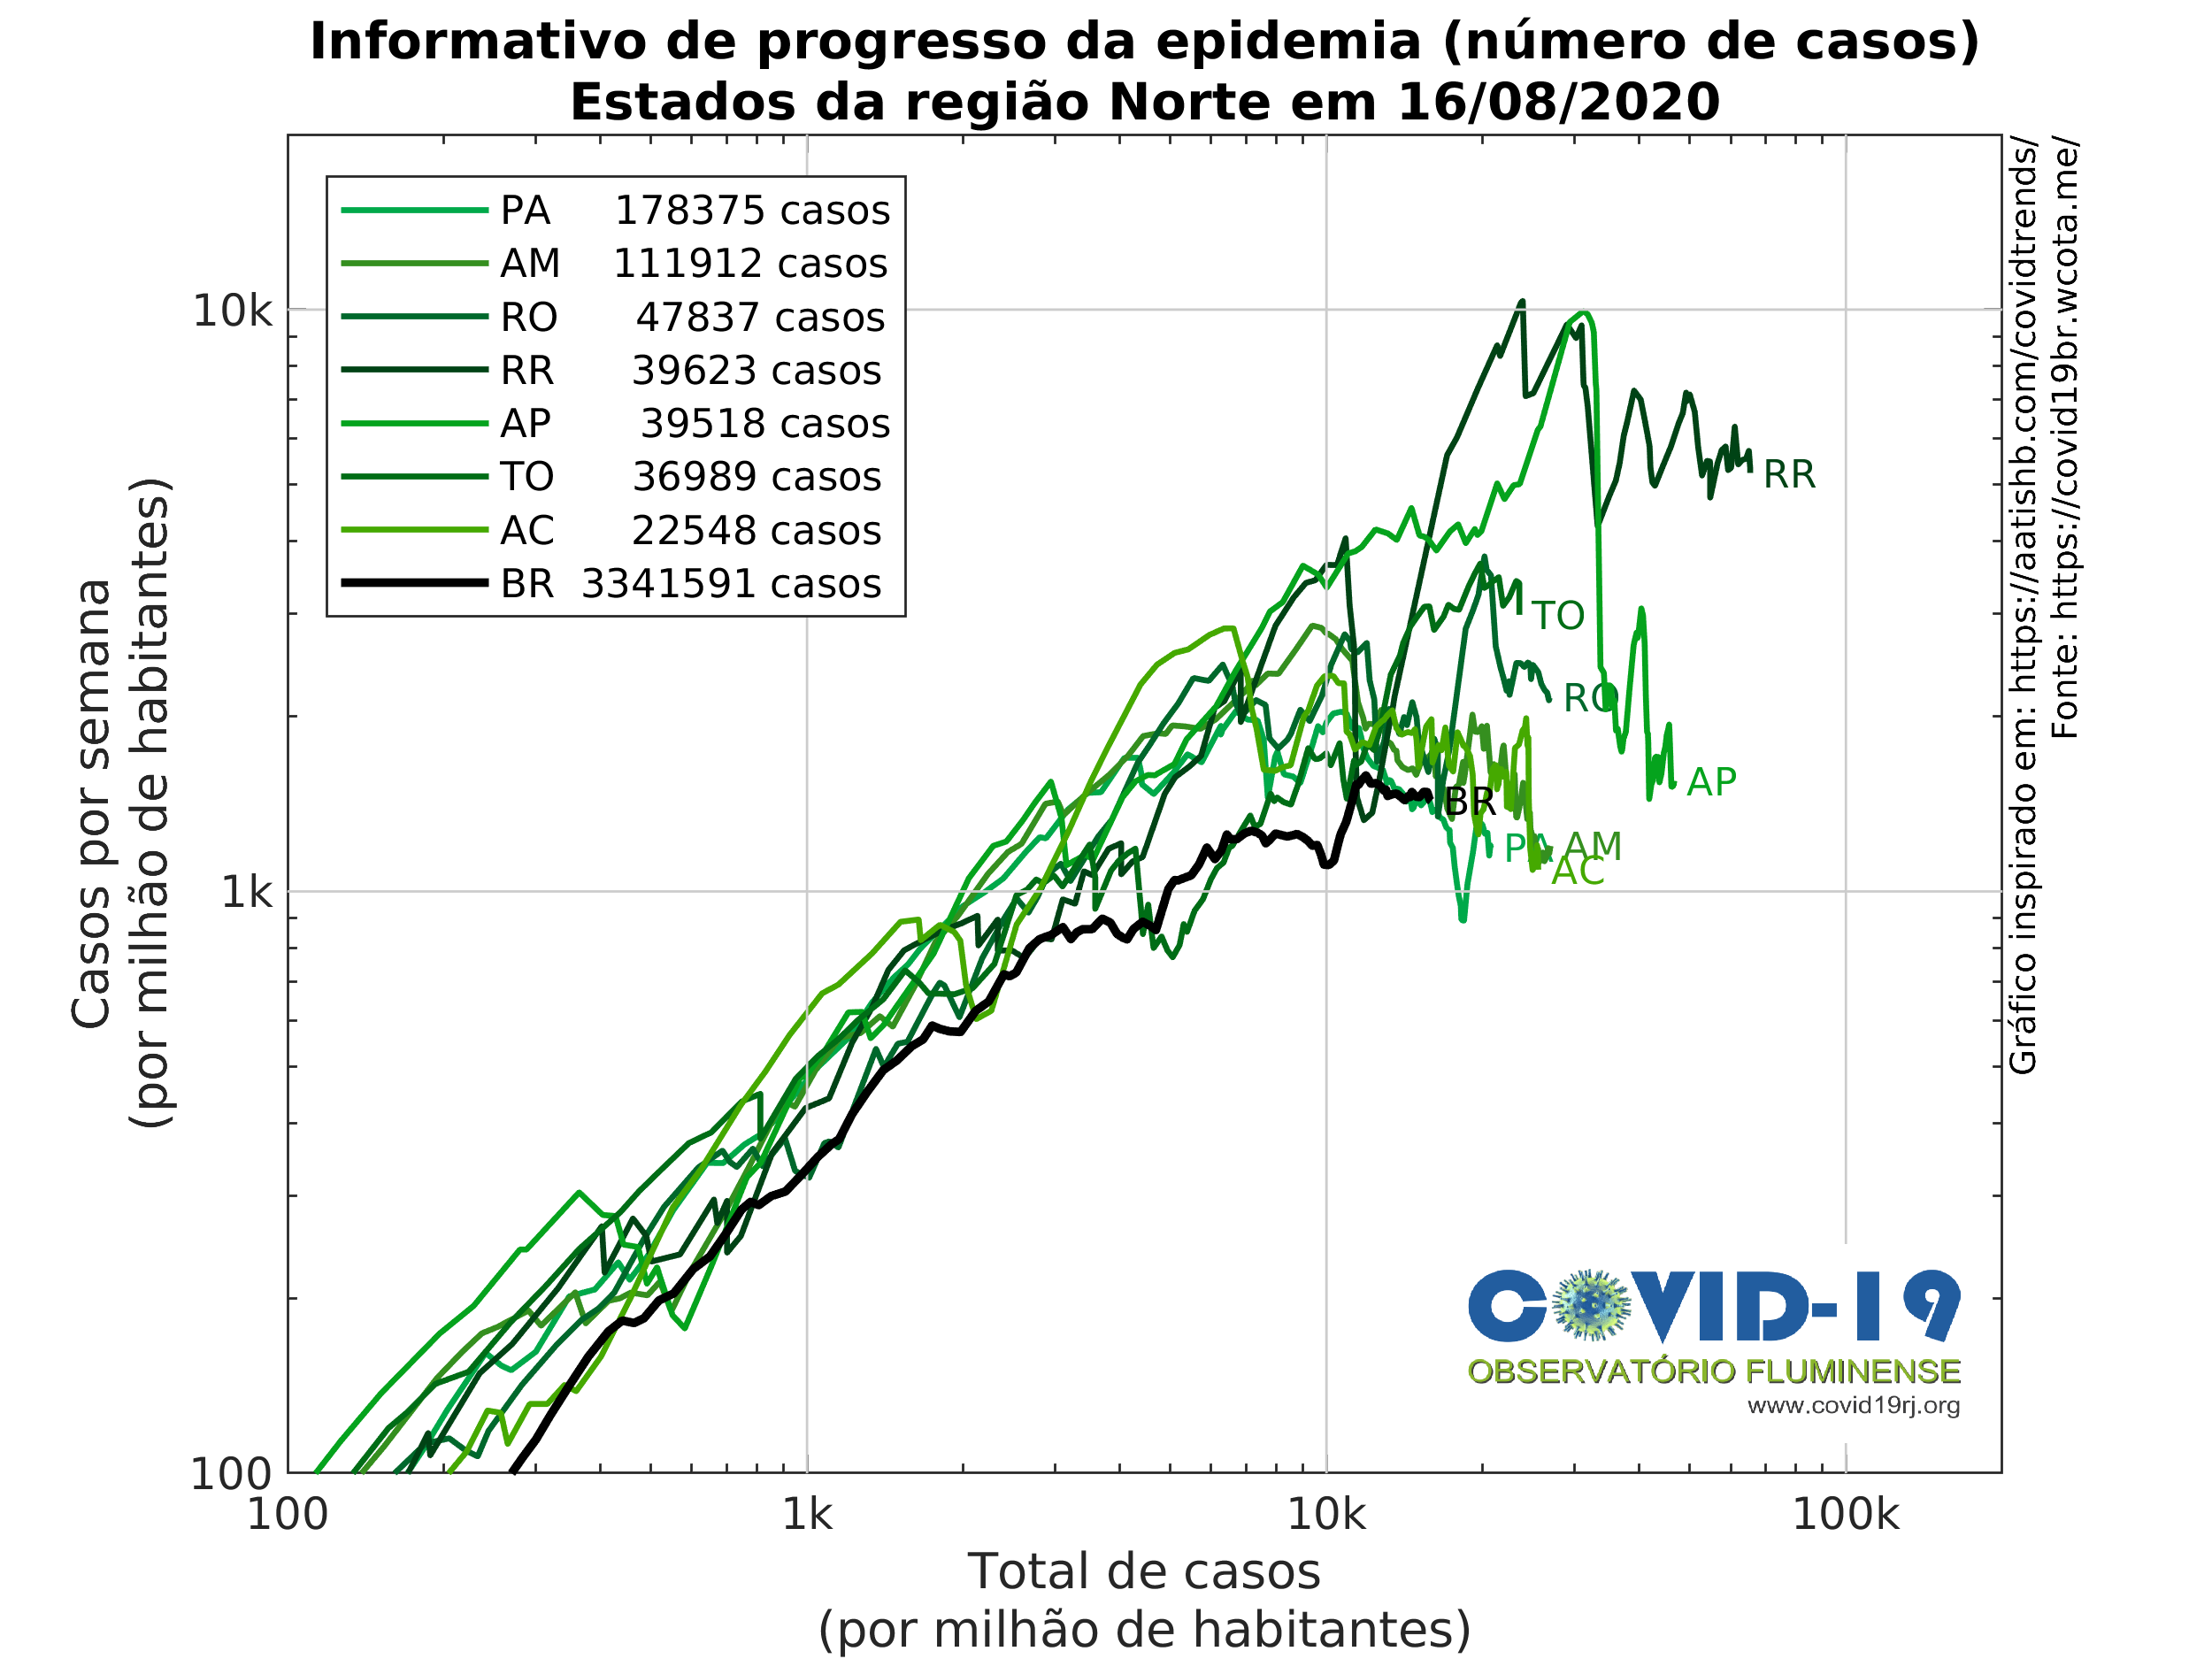 Informativo de progresso da epidemia (número de casos)
Estados da região Norte em 16/08/2020
PA 178375 casos
AM 111912 casos
RO 47837 casos
RR 39623 casos
AP 39518 casos
TO 36989 casos
AC 22548 casos
BR 3341591 casos
10k
1k
100
Casos por semana
(por milhão de habitantes)
RR
TO
RO
AP
BR
PA
AM
AC
100
1k
10k
100k
Total de casos
(por milhão de habitantes)
Gráfico inspirado em: https://aatishb.com/covidtrends/
Fonte: https://covid19br.wcota.me/
COVID-19
OBSERVATÓRIO FLUMINENSE
www.covid19rj.org